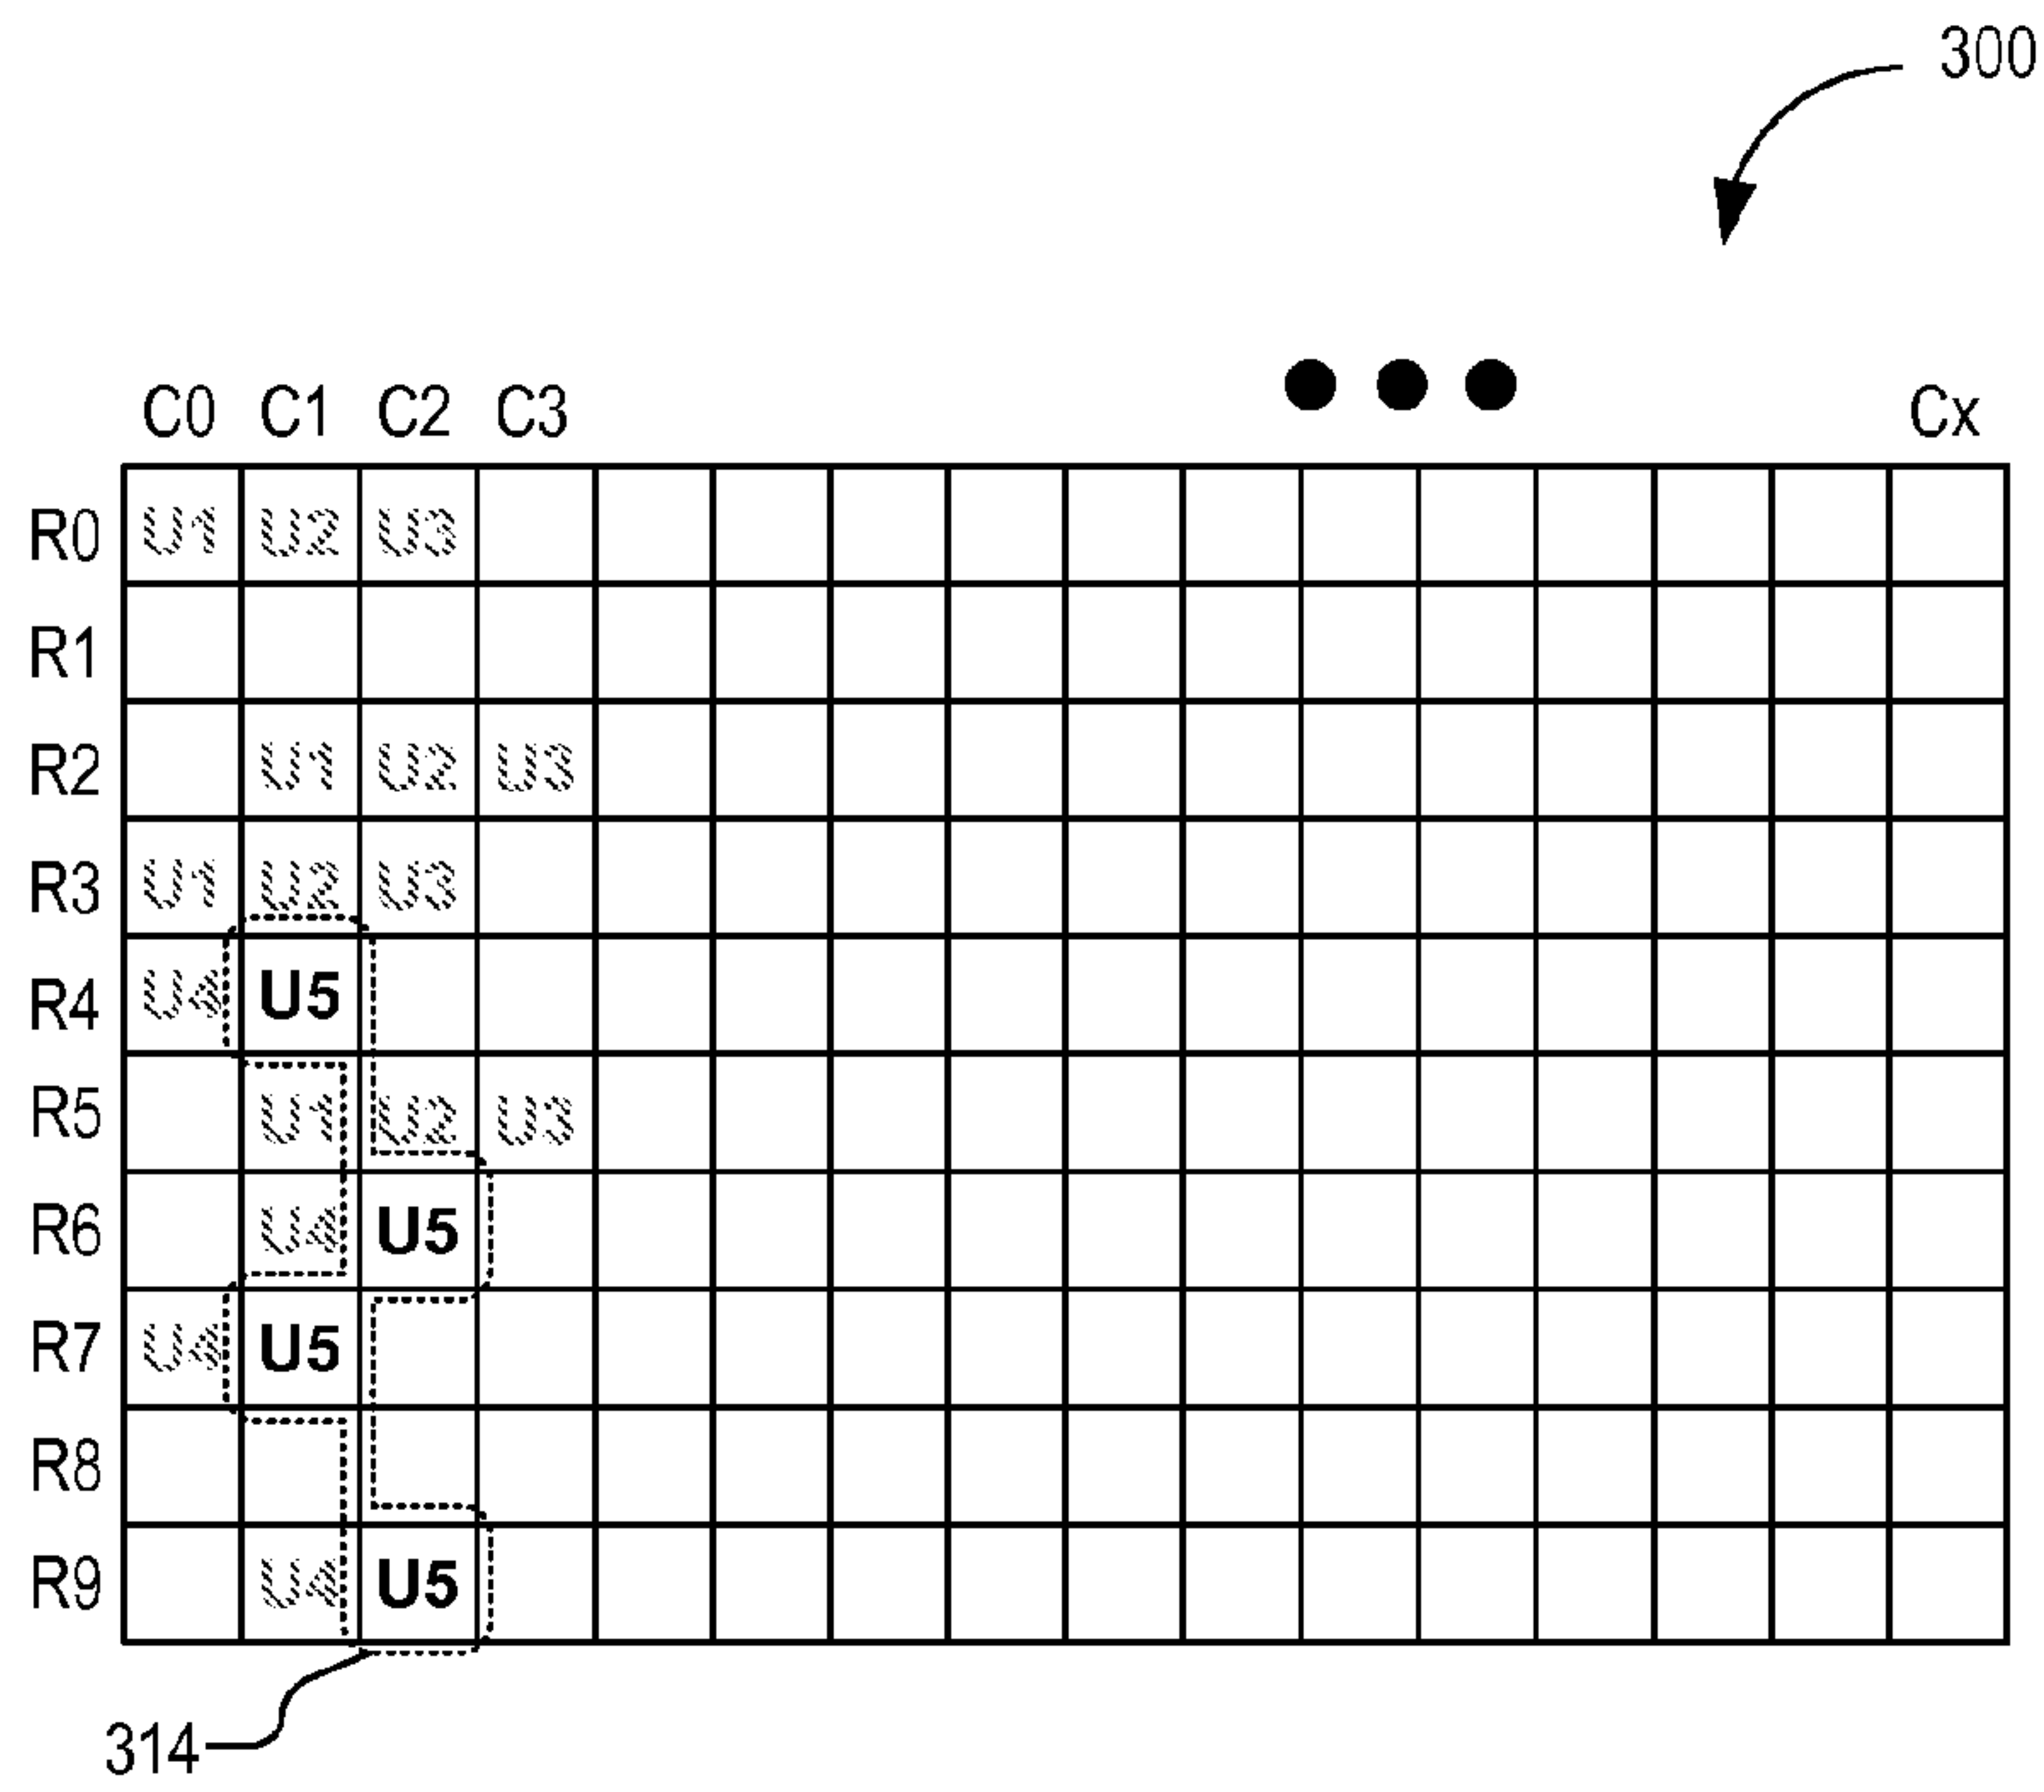 300
C0 C1 C2 C3 Cx
R0 U1 U2 U3
R1
R2 U1 U2 U3
R3 U1 U2 U3
R4 U4 U5
R5 U1 U2 U3
R6 U4 U5
R7 U4 U5
R8
R9 U4 U5
314